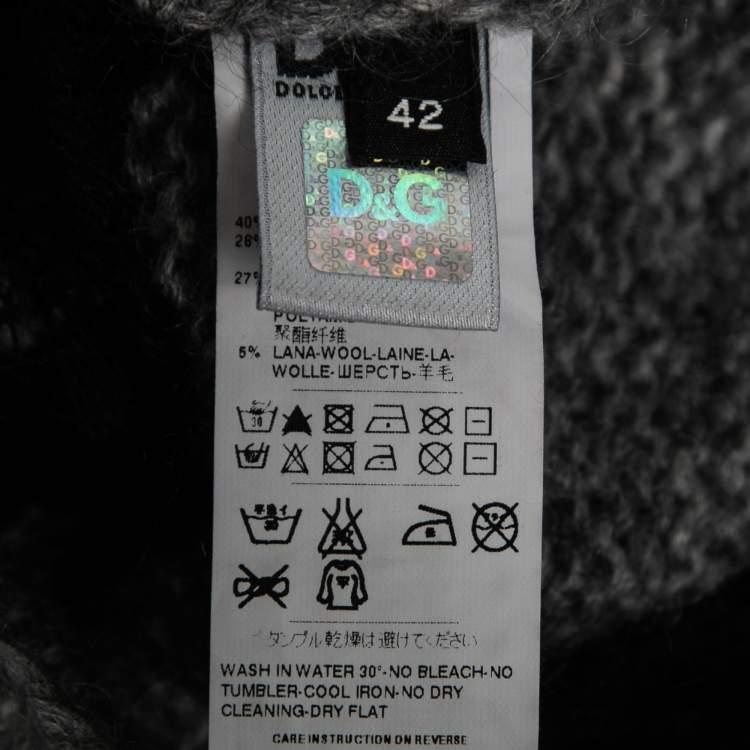 DOLCE
42
D&G
40%
28%
27%
聚酯纤维
5% LANA-WOOL-LAINE-LA-
WOLLE-ШЕРСТЬ-羊毛
30
タンブル乾燥は避けてください
WASH IN WATER 30°-NO BLEACH-NO
TUMBLER-COOL IRON-NO DRY
CLEANING-DRY FLAT
CARE INSTRUCTION ON REVERSE